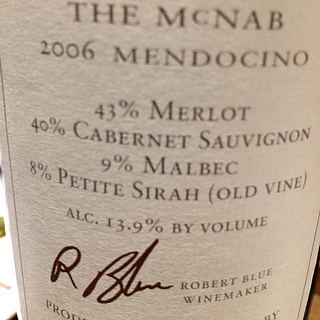 THE McNAB
2006 MENDOCINO
43% MERLOT
40% CABERNET SAUVIGNON
9% MALBEC
8% PETITE SIRAH (OLD VINE)
ALC. 13.9% BY VOLUME
R Blue
ROBERT BLUE
WINEMAKER
BY